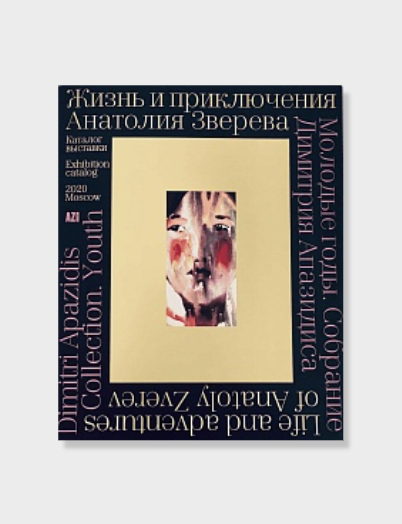 Жизнь и приключения
Анатолия Зверева
Каталог
выставки
Exhibition
catalog
2020
Moscow
AZ!
Молодые годы. Собрание
Димитрия Апазидиса
Life and adventures
of Anatoly Zverev
Dimitri Apazidis
Collection. Youth